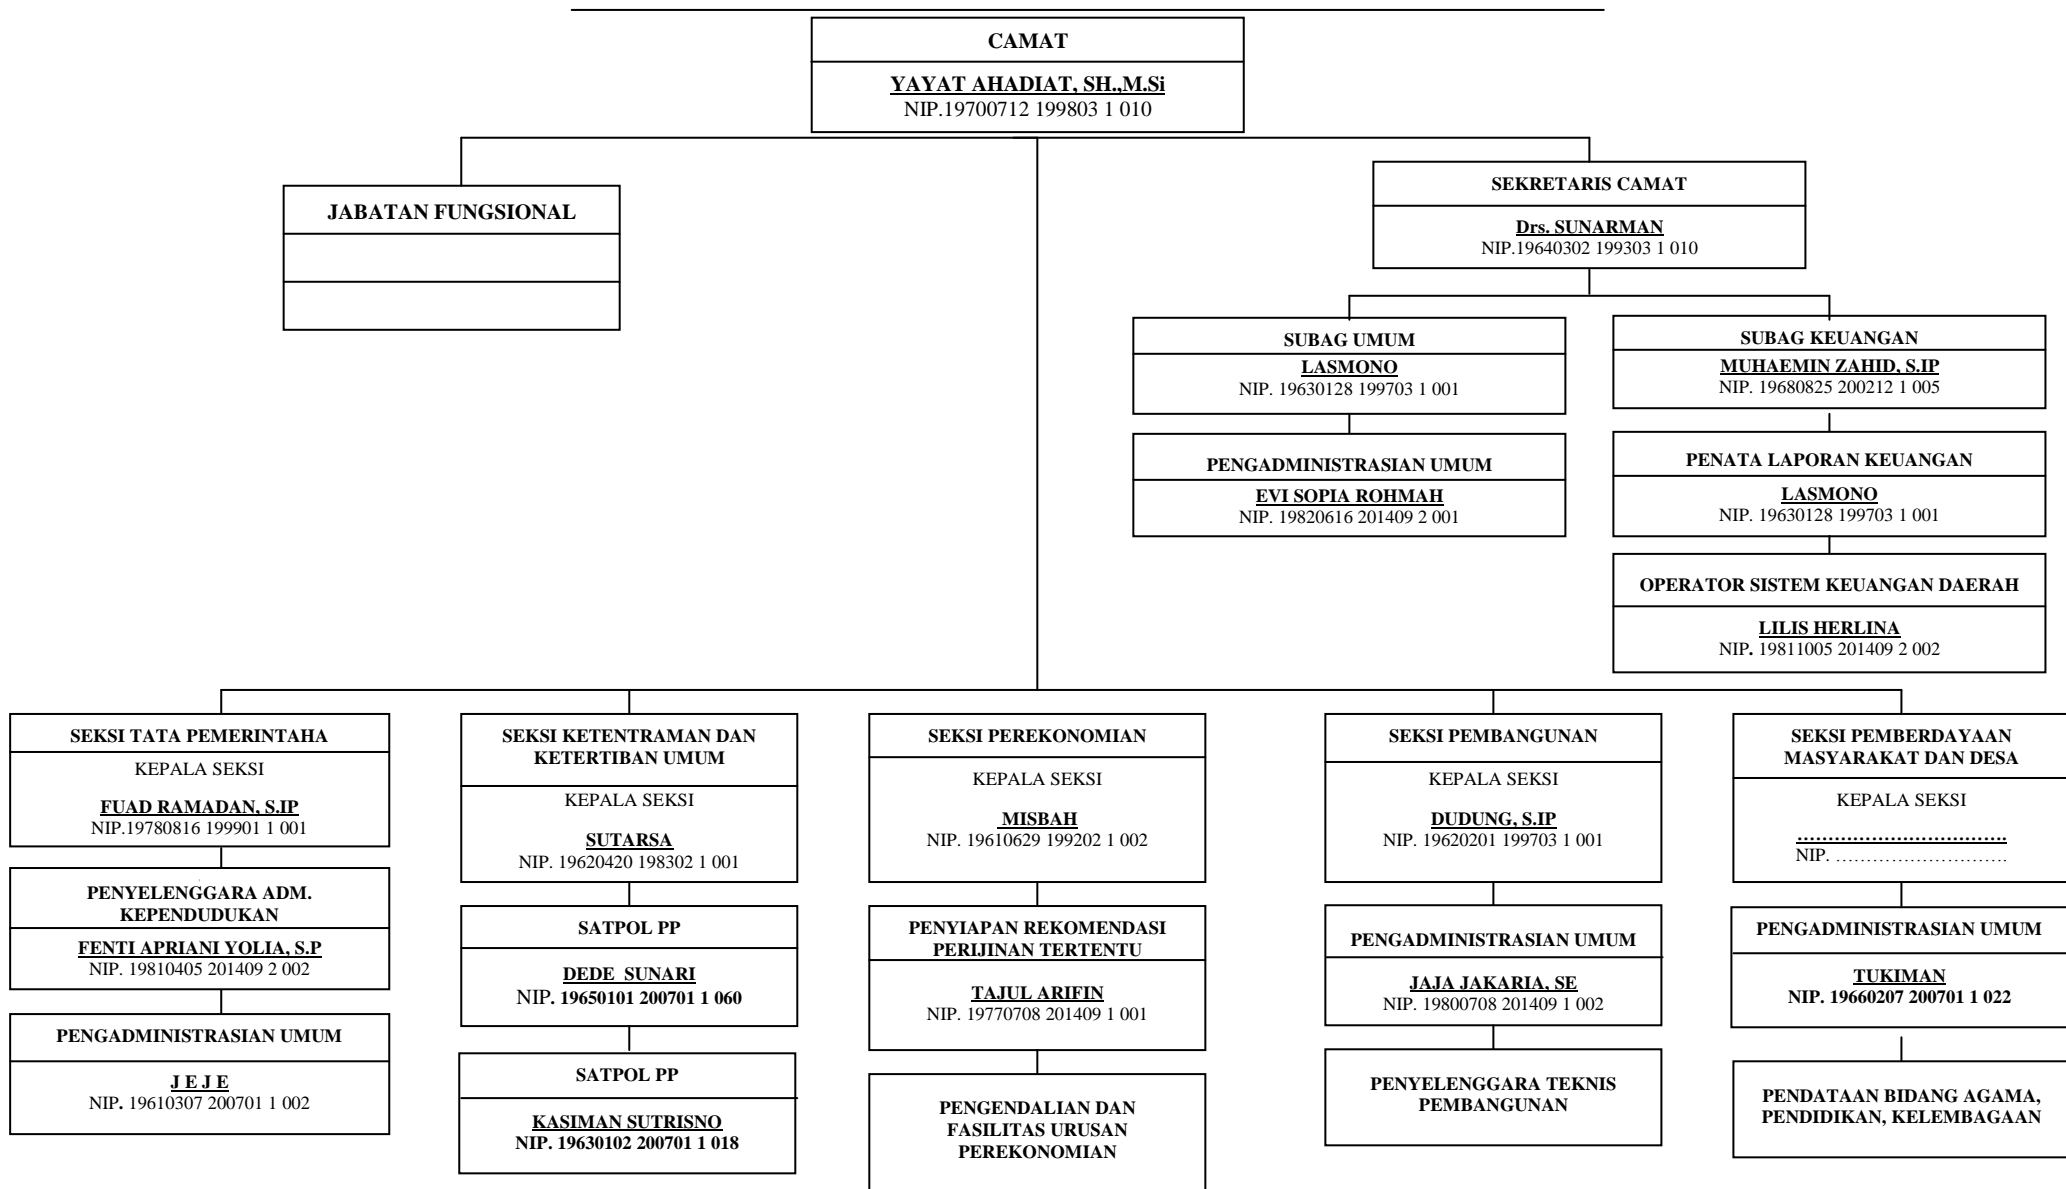 CAMAT
YAYAT AHADIAT, SH.,M.Si
NIP.19700712 199803 1 010
JABATAN FUNGSIONAL
SEKRETARIS CAMAT
Drs. SUNARMAN
NIP.19640302 199303 1 010
SUBAG UMUM
LASMONO
NIP. 19630128 199703 1 001
PENGADMINISTRASIAN UMUM
EVI SOPIA ROHMAH
NIP. 19820616 201409 2 001
SUBAG KEUANGAN
MUHAEMIN ZAHID, S.IP
NIP. 19680825 200212 1 005
PENATA LAPORAN KEUANGAN
LASMONO
NIP. 19630128 199703 1 001
OPERATOR SISTEM KEUANGAN DAERAH
LILIS HERLINA
NIP. 19811005 201409 2 002
SEKSI TATA PEMERINTAHA
KEPALA SEKSI
FUAD RAMADAN, S.IP
NIP.19780816 199901 1 001
PENYELENGGARA ADM.
KEPENDUDUKAN
FENTI APRIANI YOLIA, S.P
NIP. 19810405 201409 2 002
PENGADMINISTRASIAN UMUM
J E J E
NIP. 19610307 200701 1 002
SEKSI KETENTRAMAN DAN
KETERTIBAN UMUM
KEPALA SEKSI
SUTARSA
NIP. 19620420 198302 1 001
SATPOL PP
DEDE SUNARI
NIP. 19650101 200701 1 060
SATPOL PP
KASIMAN SUTRISNO
NIP. 19630102 200701 1 018
SEKSI PEREKONOMIAN
KEPALA SEKSI
MISBAH
NIP. 19610629 199202 1 002
PENYIAPAN REKOMENDASI
PERIJINAN TERTENTU
TAJUL ARIFIN
NIP. 19770708 201409 1 001
PENGENDALIAN DAN
FASILITAS URUSAN
PEREKONOMIAN
SEKSI PEMBANGUNAN
KEPALA SEKSI
DUDUNG, S.IP
NIP. 19620201 199703 1 001
PENGADMINISTRASIAN UMUM
JAJA JAKARIA, SE
NIP. 19800708 201409 1 002
PENYELENGGARA TEKNIS
PEMBANGUNAN
SEKSI PEMBERDAYAAN
MASYARAKAT DAN DESA
KEPALA SEKSI
…………………………….
NIP. ……………………….
PENGADMINISTRASIAN UMUM
TUKIMAN
NIP. 19660207 200701 1 022
PENDATAAN BIDANG AGAMA,
PENDIDIKAN, KELEMBAGAAN